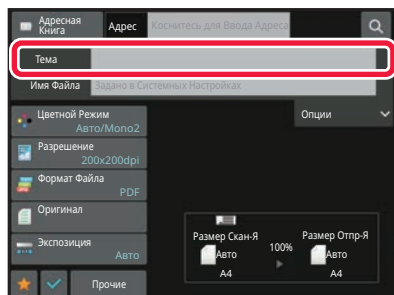 Адресная Книга
Адрес
Коснитесь для Ввода Адреса
Тема
Имя Файла
Задано в Системных Настройках
Цветной Режим
Авто/Mono2
Опции
Разрешение
200x200dpi
Формат Файла
PDF
Оригинал
Экспозиция
Авто
Размер Скан-Я
100%
Размер Отпр-Я
Авто
Авто
A4
A4
Прочие